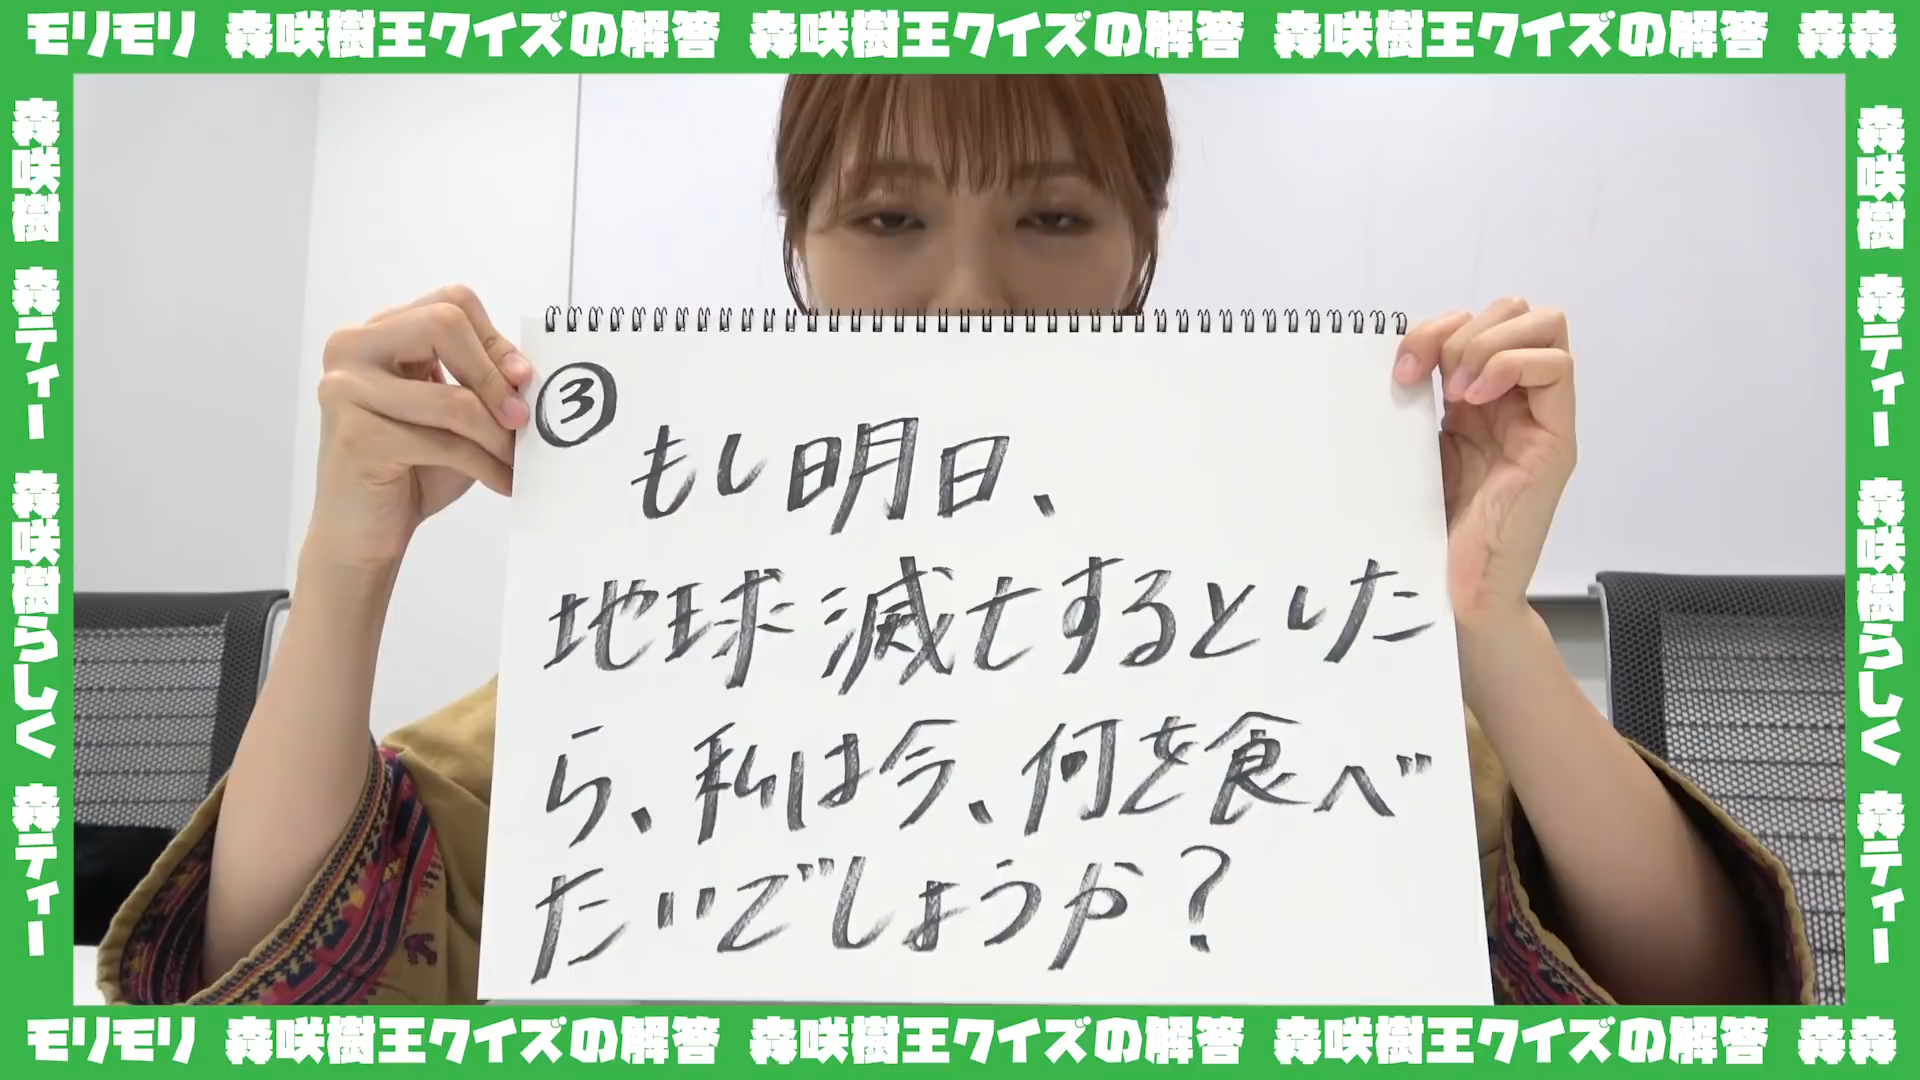 モリモリ 森咲樹王クイズの解答 森咲樹王クイズの解答 森咲樹王クイズの解答 森森
森咲樹 森ティー 森咲樹らしく 森ティー
③
もし明日、
地球滅亡するとした
ら、私は今、何を食べ
たいでしょうか？
森咲樹 森ティー 森咲樹らしく 森ティー
モリモリ 森咲樹王クイズの解答 森咲樹王クイズの解答 森咲樹王クイズの解答 森森